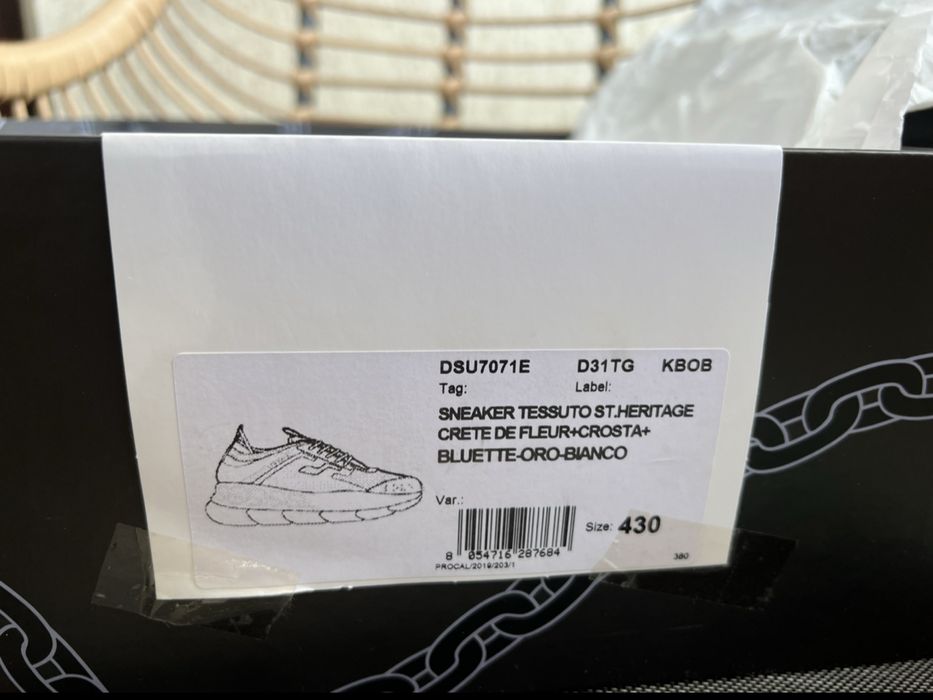 DSU7071E D31TG KBOB
Tag: Label:
SNEAKER TESSUTO ST.HERITAGE
CRETE DE FLEUR+CROSTA+
BLUETTE-ORO-BIANCO
Var.:
Size: 430
8 054716 287684
380
PROCAL/2019/203/1